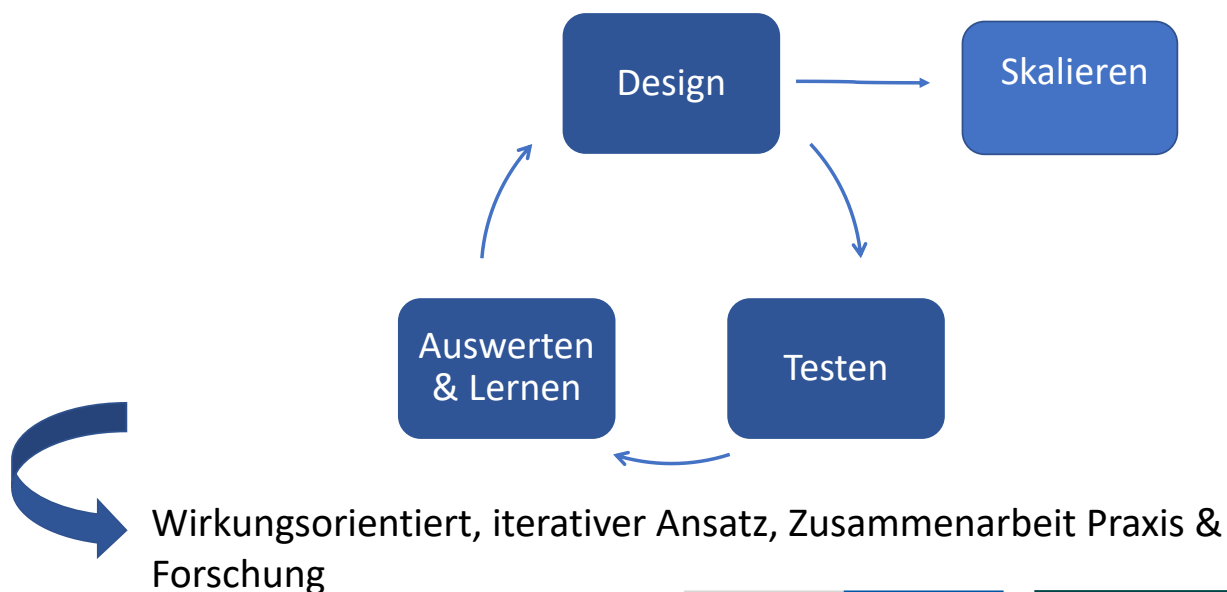 Design
Skalieren
Auswerten
& Lernen
Testen
Wirkungsorientiert, iterativer Ansatz, Zusammenarbeit Praxis &
Forschung